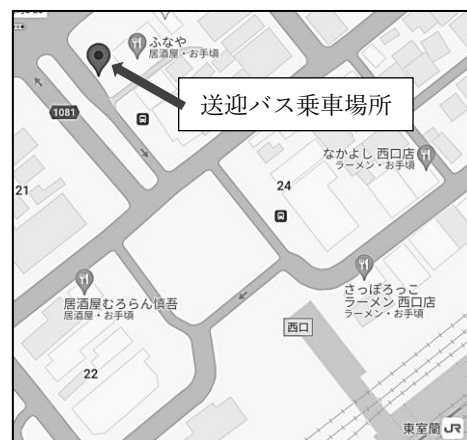 ふなや
居酒屋・お手頃
送迎バス乗車場所
1081
なかよし 西口店
ラーメン・お手頃
21
24
居酒屋むろらん慎吾
居酒屋・お手頃
さっぽろっこ
ラーメン 西口店
ラーメン・お手頃
西口
22
東室蘭 JR